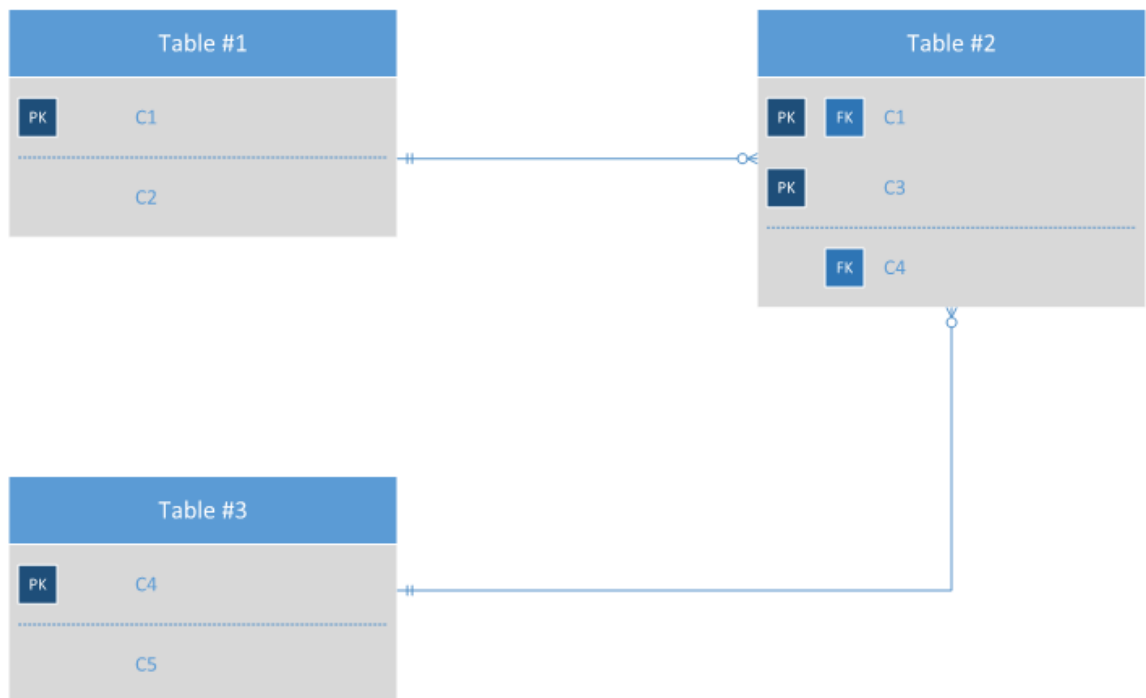 Table #1
PK C1
C2
Table #2
PK FK C1
PK C3
FK C4
Table #3
PK C4
C5